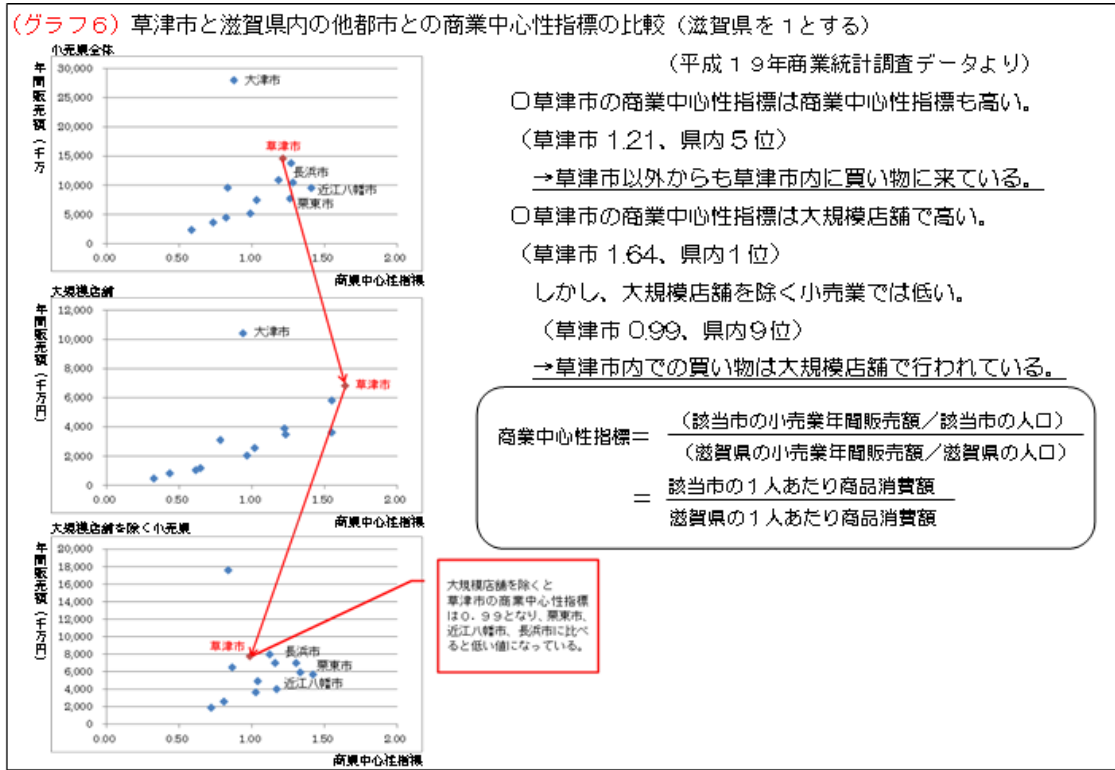 (グラフ6) 草津市と滋賀県内の他都市との商業中心性指標の比較 (滋賀県を1とする)
(平成19年商業統計調査データより)
小売業全体
年間販売額(千万
30,000
25,000
20,000
15,000
10,000
5,000
0
0.00 0.50 1.00 1.50 2.00
大津市
草津市
長浜市
近江八幡市
栗東市
商業中心性指標
大規模店舗
年間販売額(千万円)
12,000
10,000
8,000
6,000
4,000
2,000
0
0.00 0.50 1.00 1.50 2.00
大津市
草津市
商業中心性指標
大規模店舗を除く小売業
年間販売額(千万円)
20,000
18,000
16,000
14,000
12,000
10,000
8,000
6,000
4,000
2,000
0
0.00 0.50 1.00 1.50 2.00
草津市
長浜市
栗東市
近江八幡市
商業中心性指標
○草津市の商業中心性指標は商業中心性指標も高い。
(草津市 1.21、県内5位)
→草津市以外からも草津市内に買い物に来ている。
○草津市の商業中心性指標は大規模店舗で高い。
(草津市 1.64、県内1位)
しかし、大規模店舗を除く小売業では低い。
(草津市 0.99、県内9位)
→草津市内での買い物は大規模店舗で行われている。
商業中心性指標= (該当市の小売業年間販売額/該当市の人口)
(滋賀県の小売業年間販売額/滋賀県の人口)
= 該当市の1人あたり商品消費額
滋賀県の1人あたり商品消費額
大規模店舗を除くと
草津市の商業中心性指標
は0.99となり、栗東市、
近江八幡市、長浜市に比べ
ると低い値になっている。